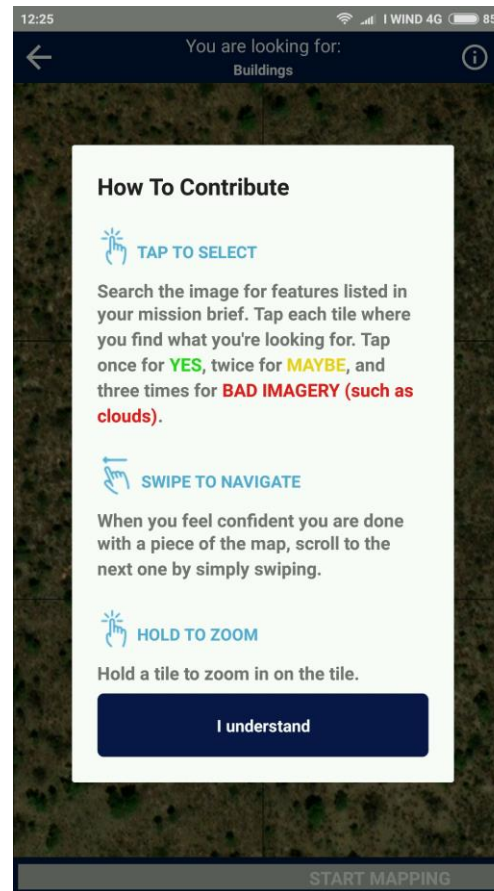 12:25
I WIND 4G
85
You are looking for:
Buildings
How To Contribute
TAP TO SELECT
Search the image for features listed in
your mission brief. Tap each tile where
you find what you're looking for. Tap
once for YES, twice for MAYBE, and
three times for BAD IMAGERY (such as
clouds).
SWIPE TO NAVIGATE
When you feel confident you are done
with a piece of the map, scroll to the
next one by simply swiping.
HOLD TO ZOOM
Hold a tile to zoom in on the tile.
I understand
START MAPPING